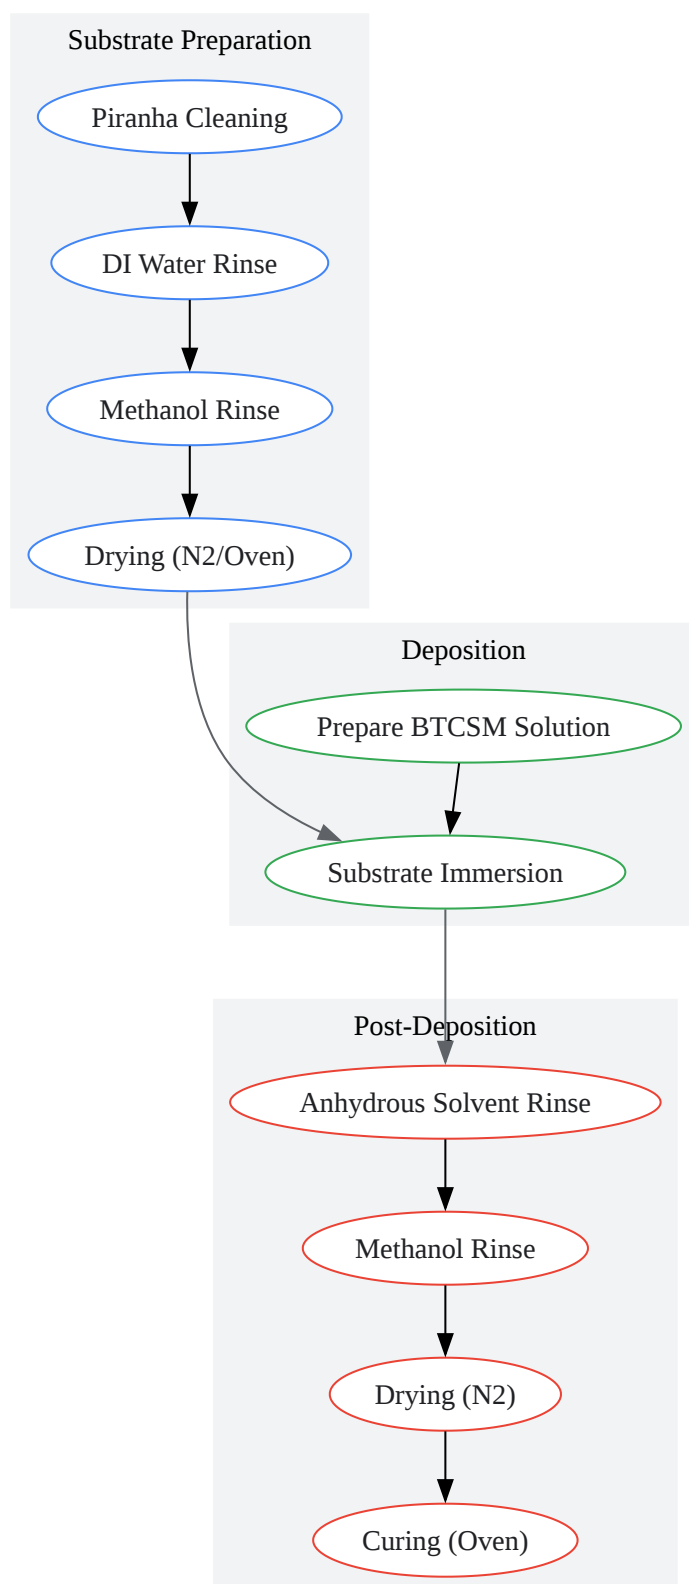 Substrate Preparation
Piranha Cleaning
DI Water Rinse
Methanol Rinse
Drying (N2/Oven)
Deposition
Prepare BTCSM Solution
Substrate Immersion
Post-Deposition
Anhydrous Solvent Rinse
Methanol Rinse
Drying (N2)
Curing (Oven)